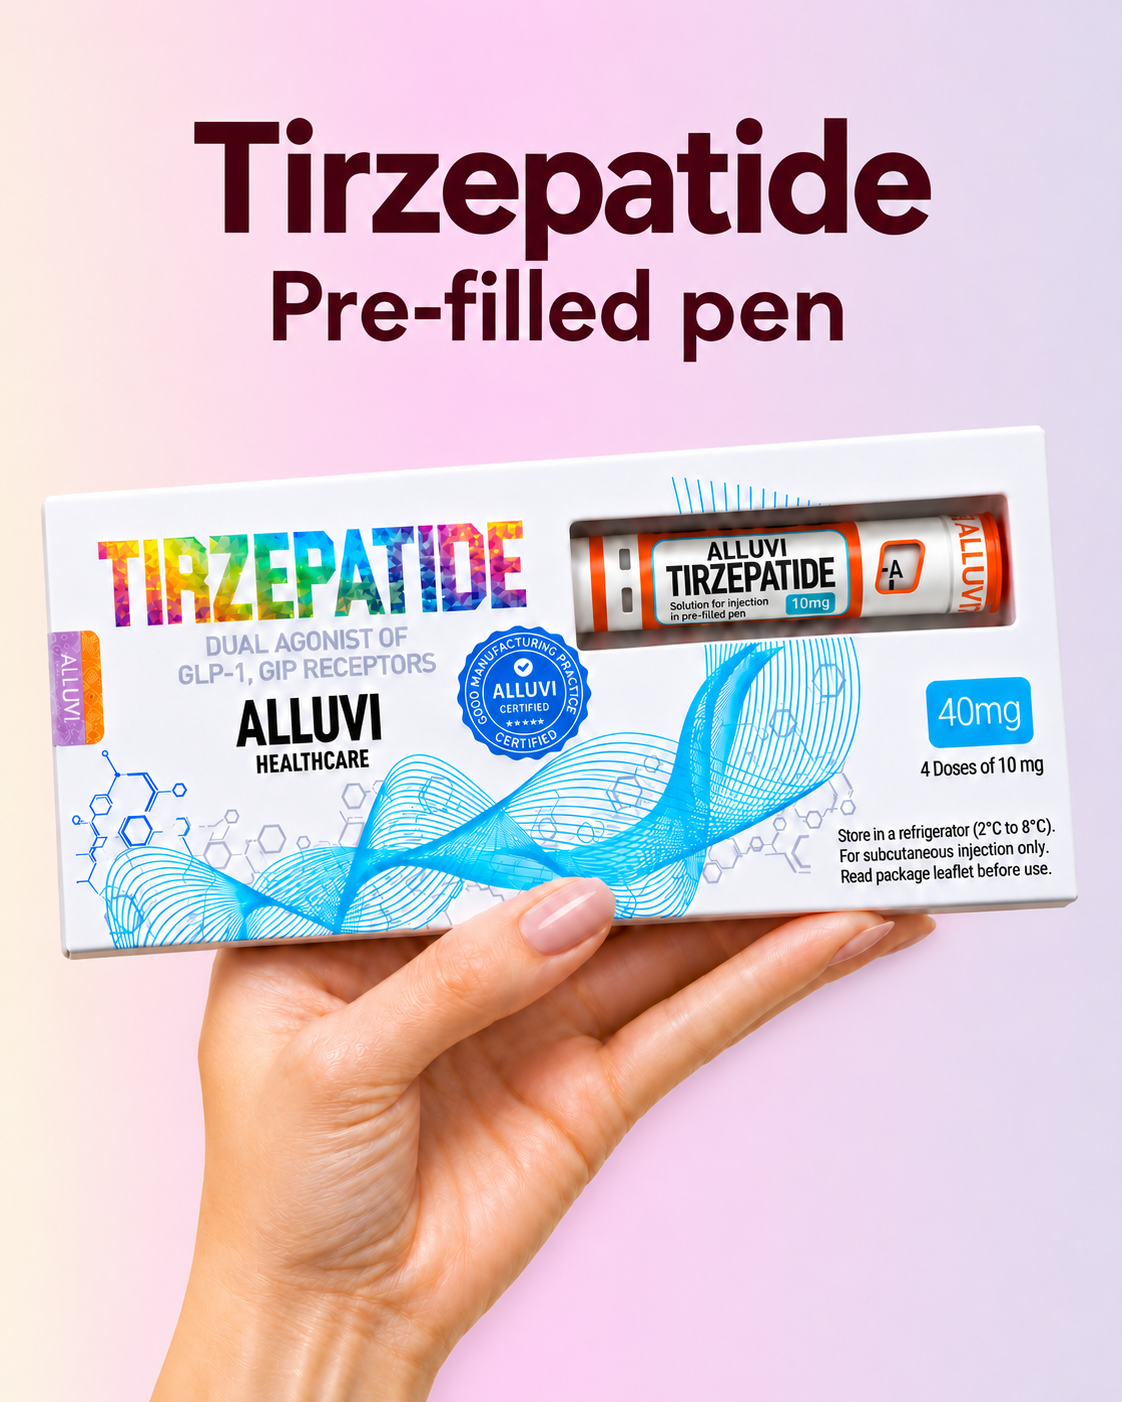 Tirzepatide
Pre-filled pen
TIRZEPATIDE
DUAL AGONIST OF
GLP-1, GIP RECEPTORS
ALLUVI
HEALTHCARE
ALLUVI
GOOD MANUFACTURING PRACTICE
ALLUVI
CERTIFIED
CERTIFIED
ALLUVI
TIRZEPATIDE
Solution for injection
in pre-filled pen
10mg
A
ALLUVI
40mg
4 Doses of 10 mg
Store in a refrigerator (2°C to 8°C).
For subcutaneous injection only.
Read package leaflet before use.